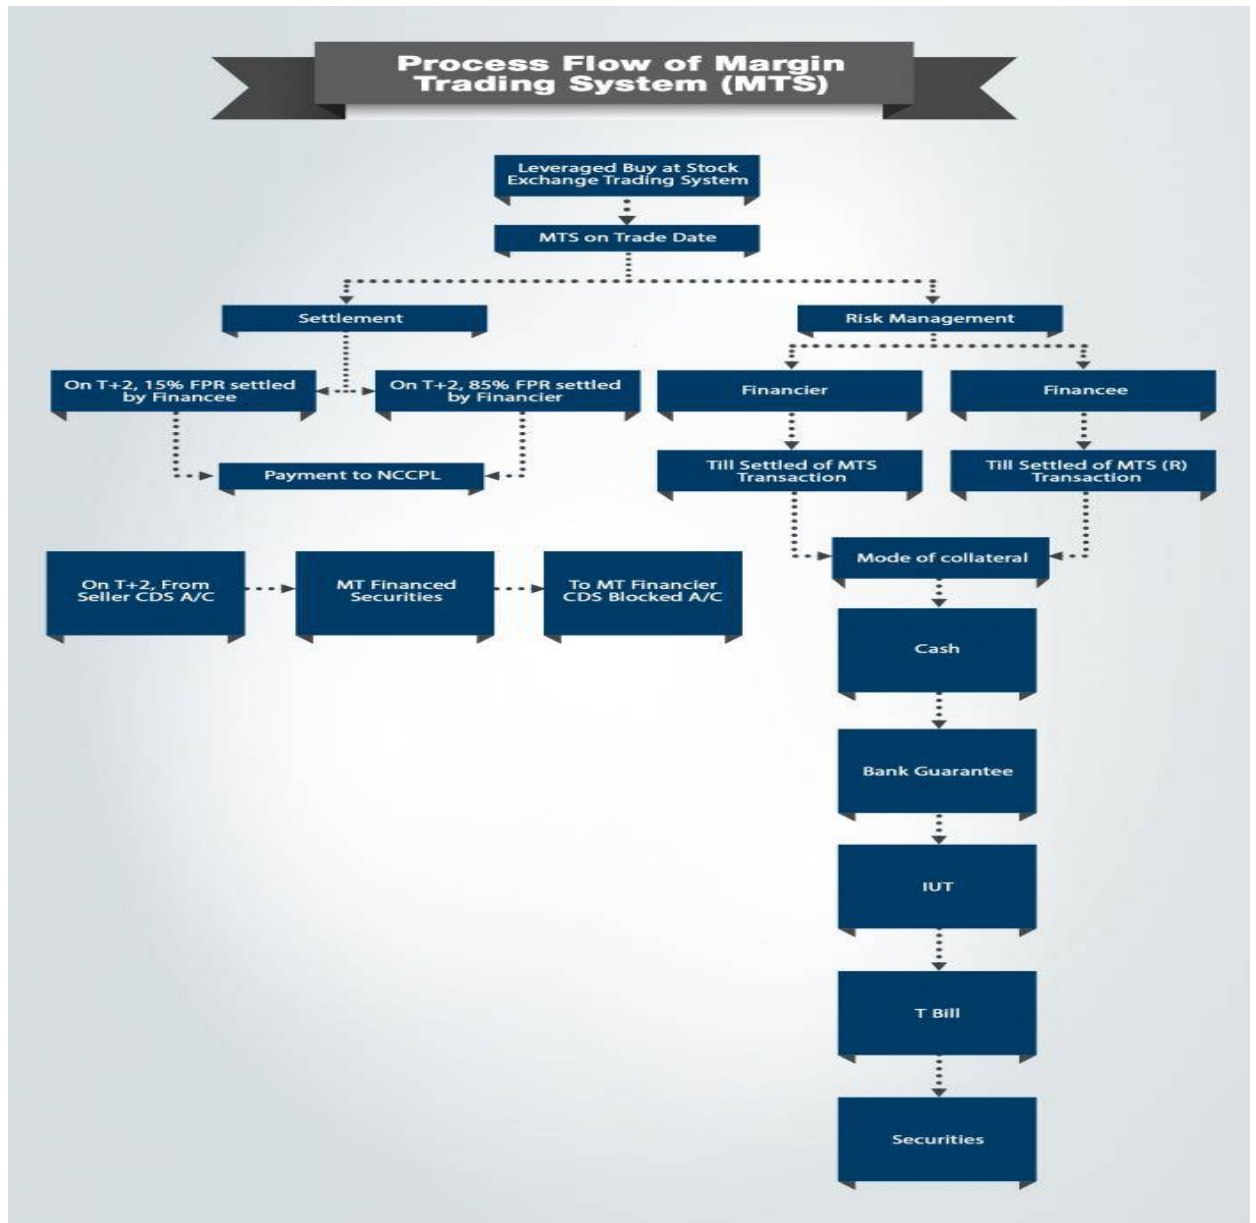 Process Flow of Margin
Trading System (MTS)
Leveraged Buy at Stock
Exchange Trading System
MTS on Trade Date
Settlement
Risk Management
On T+2, 15% FPR settled
by Financee
On T+2, 85% FPR settled
by Financier
Financier
Financee
Payment to NCCPL
Till Settled of MTS
Transaction
Till Settled of MTS (R)
Transaction
Mode of collateral
On T+2, From
Seller CDS A/C
MT Financed
Securities
To MT Financier
CDS Blocked A/C
Cash
Bank Guarantee
IUT
T Bill
Securities